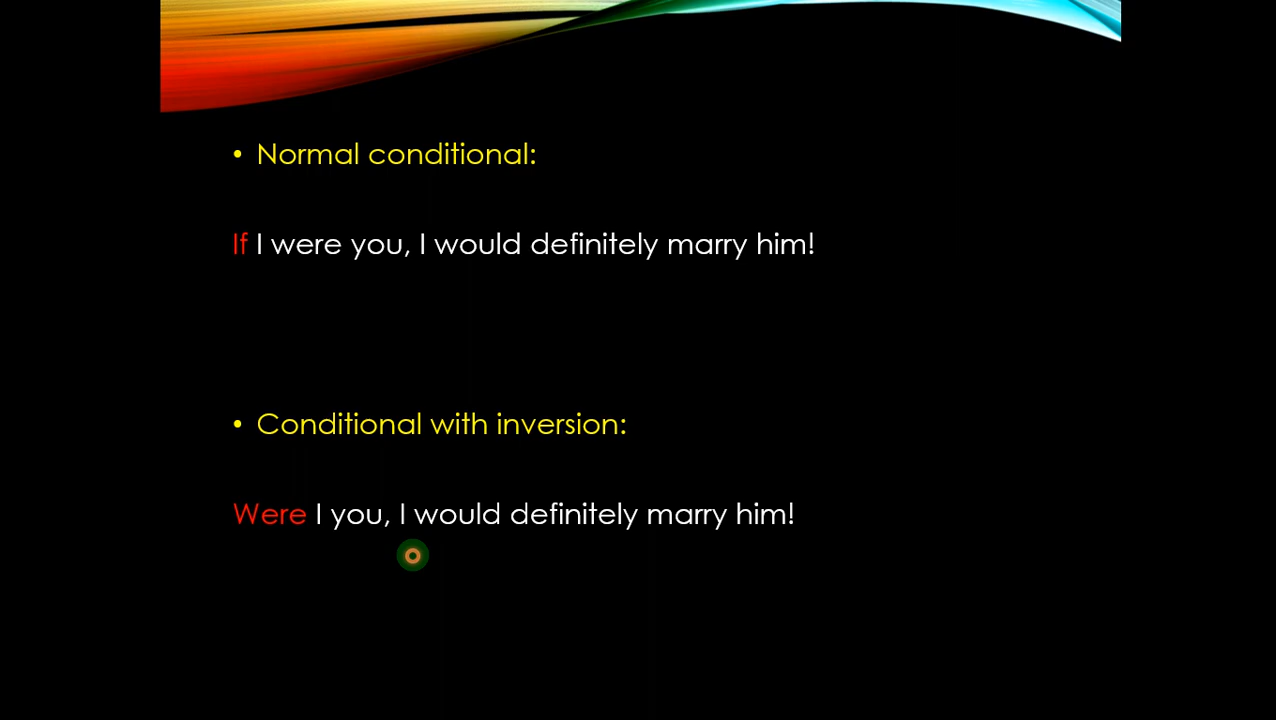 • Normal conditional:
If I were you, I would definitely marry him!
• Conditional with inversion:
Were I you, I would definitely marry him!